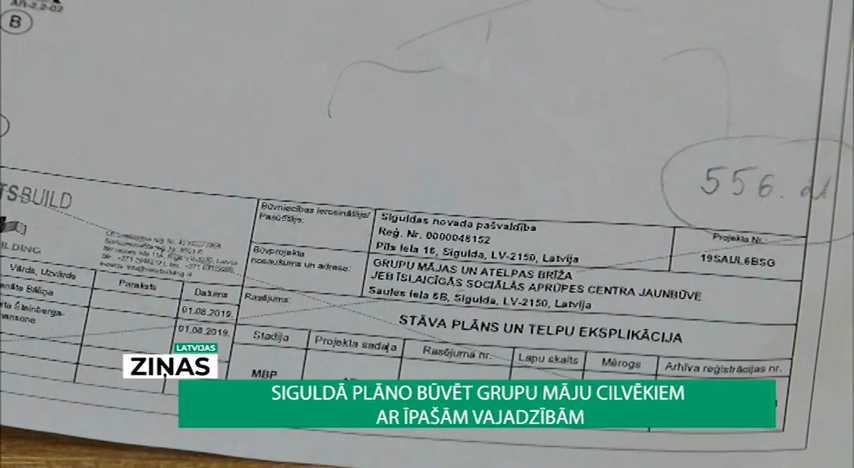 АЛ-2.2-02
B
556.
TSBUILD
Būvniecības ierosinātājs/
Pasūtītājs:
Siguldas novada pašvaldība
Reģ. Nr. 0000048152
Pils iela 16, Sigulda, LV-2150, Latvija
Projekta Nr.
19SAUL6BSG
Būvprojekta
nosaukums un adrese:
GRUPU MĀJAS UN ATELPAS BRĪŽA
JEB ĪSLAICĪGĀS SOCIĀLĀS APRŪPES CENTRA JAUNBŪVE
Saules iela 6B, Sigulda, LV-2150, Latvija
ILDING
Vārds, Uzvārds
Paraksts
Datums
01.08.2019.
01.08.2019.
Rasējums:
STĀVA PLĀNS UN TELPU EKSPLIKĀCIJA
Stadija
Projekta sadaļa
Rasējuma nr.
Lapu skaits
Mērogs
Arhīva reģistrācijas nr.
MBP
LATVIJAS
ZIŅAS
SIGULDĀ PLĀNO BŪVĒT GRUPU MĀJU CILVĒKIEM
AR ĪPAŠĀM VAJADZĪBĀM